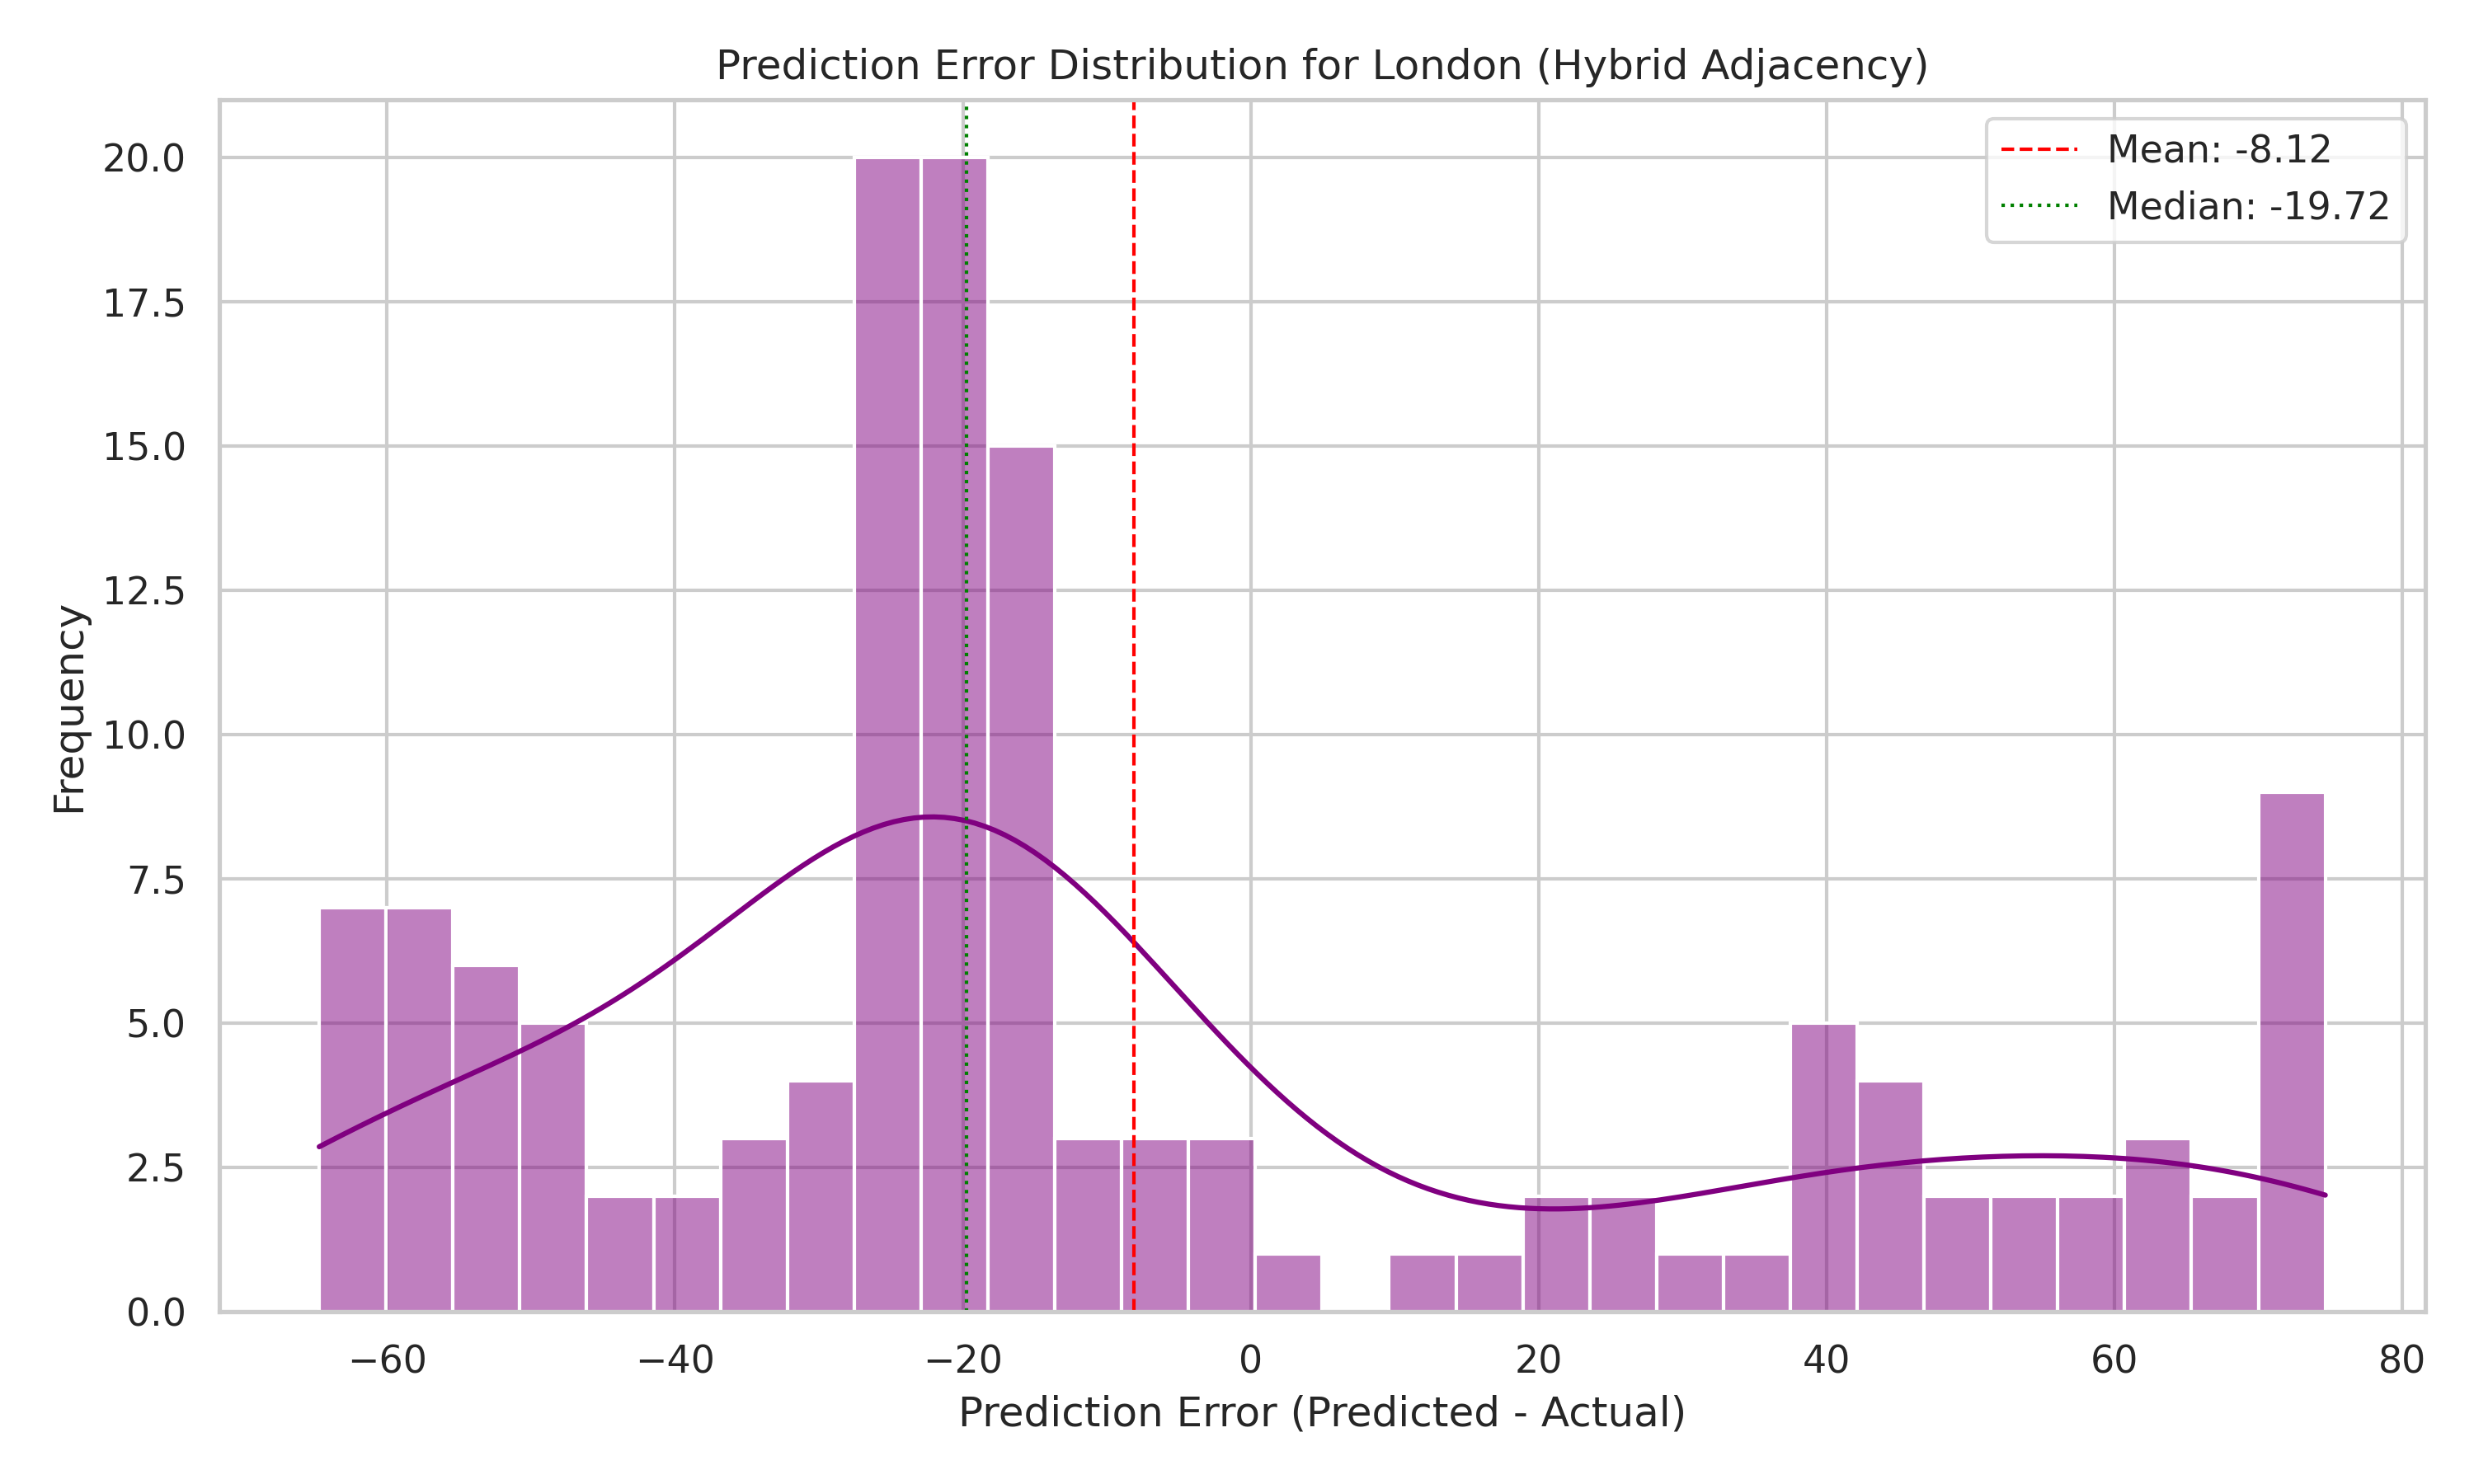 Prediction Error Distribution for London (Hybrid Adjacency)
Mean: -8.12
Median: -19.72
Frequency
20.0
17.5
15.0
12.5
10.0
7.5
5.0
2.5
0.0
−60 −40 −20 0 20 40 60 80
Prediction Error (Predicted - Actual)